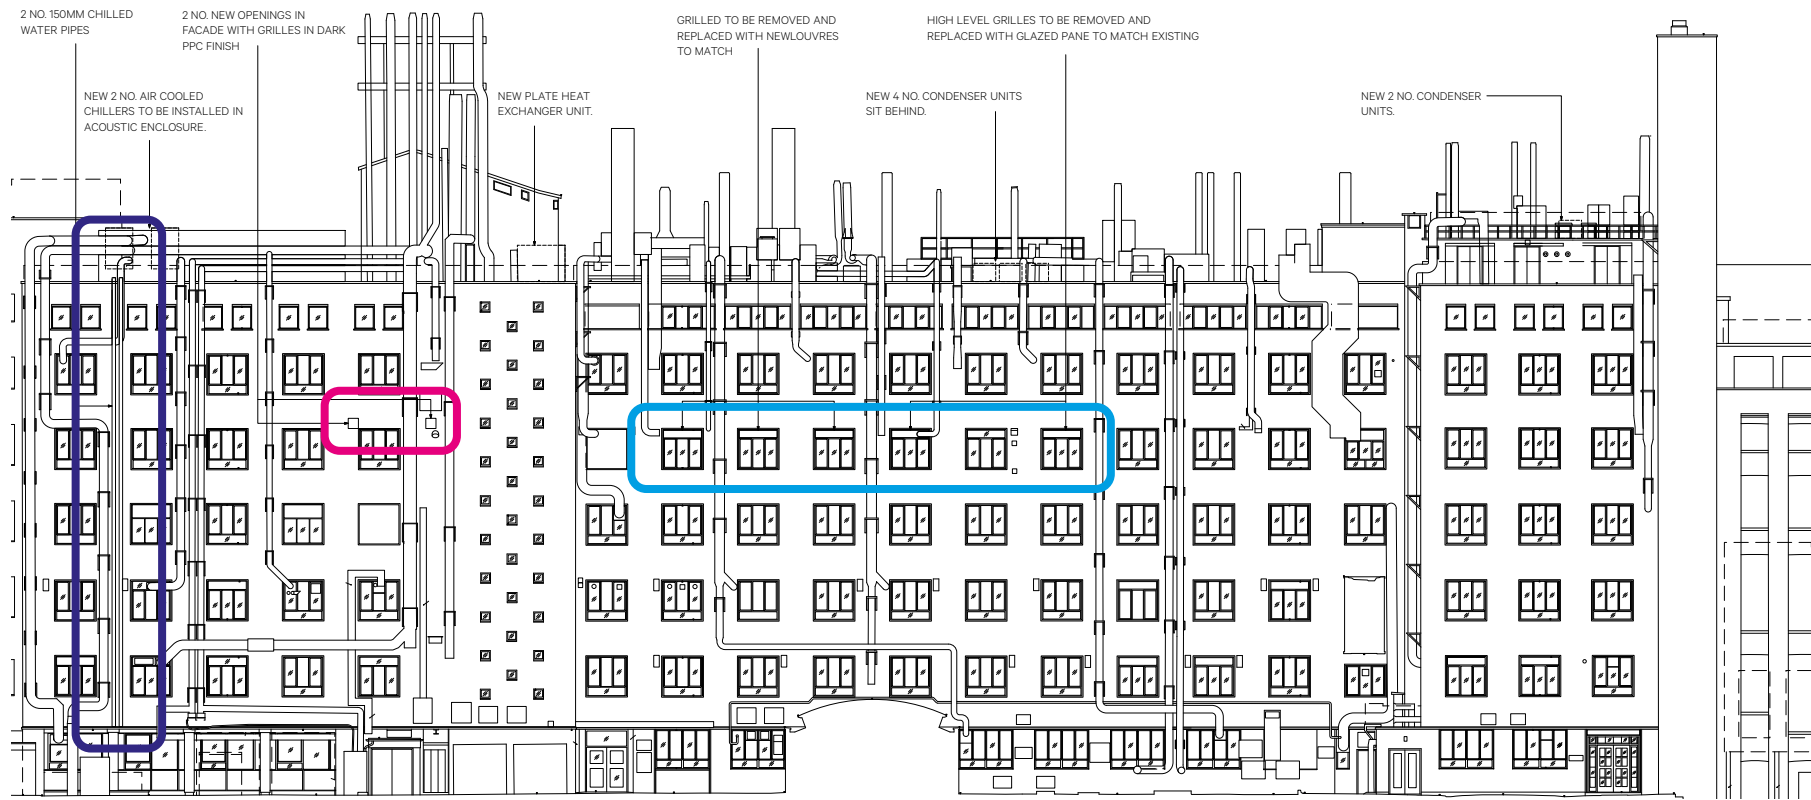 2 NO. 150MM CHILLED
WATER PIPES
2 NO. NEW OPENINGS IN
FACADE WITH GRILLES IN DARK
PPC FINISH
GRILLED TO BE REMOVED AND
REPLACED WITH NEWLOUVRES
TO MATCH
HIGH LEVEL GRILLES TO BE REMOVED AND
REPLACED WITH GLAZED PANE TO MATCH EXISTING
NEW 2 NO. AIR COOLED
CHILLERS TO BE INSTALLED IN
ACOUSTIC ENCLOSURE.
NEW PLATE HEAT
EXCHANGER UNIT.
NEW 4 NO. CONDENSER UNITS
SIT BEHIND.
NEW 2 NO. CONDENSER
UNITS.